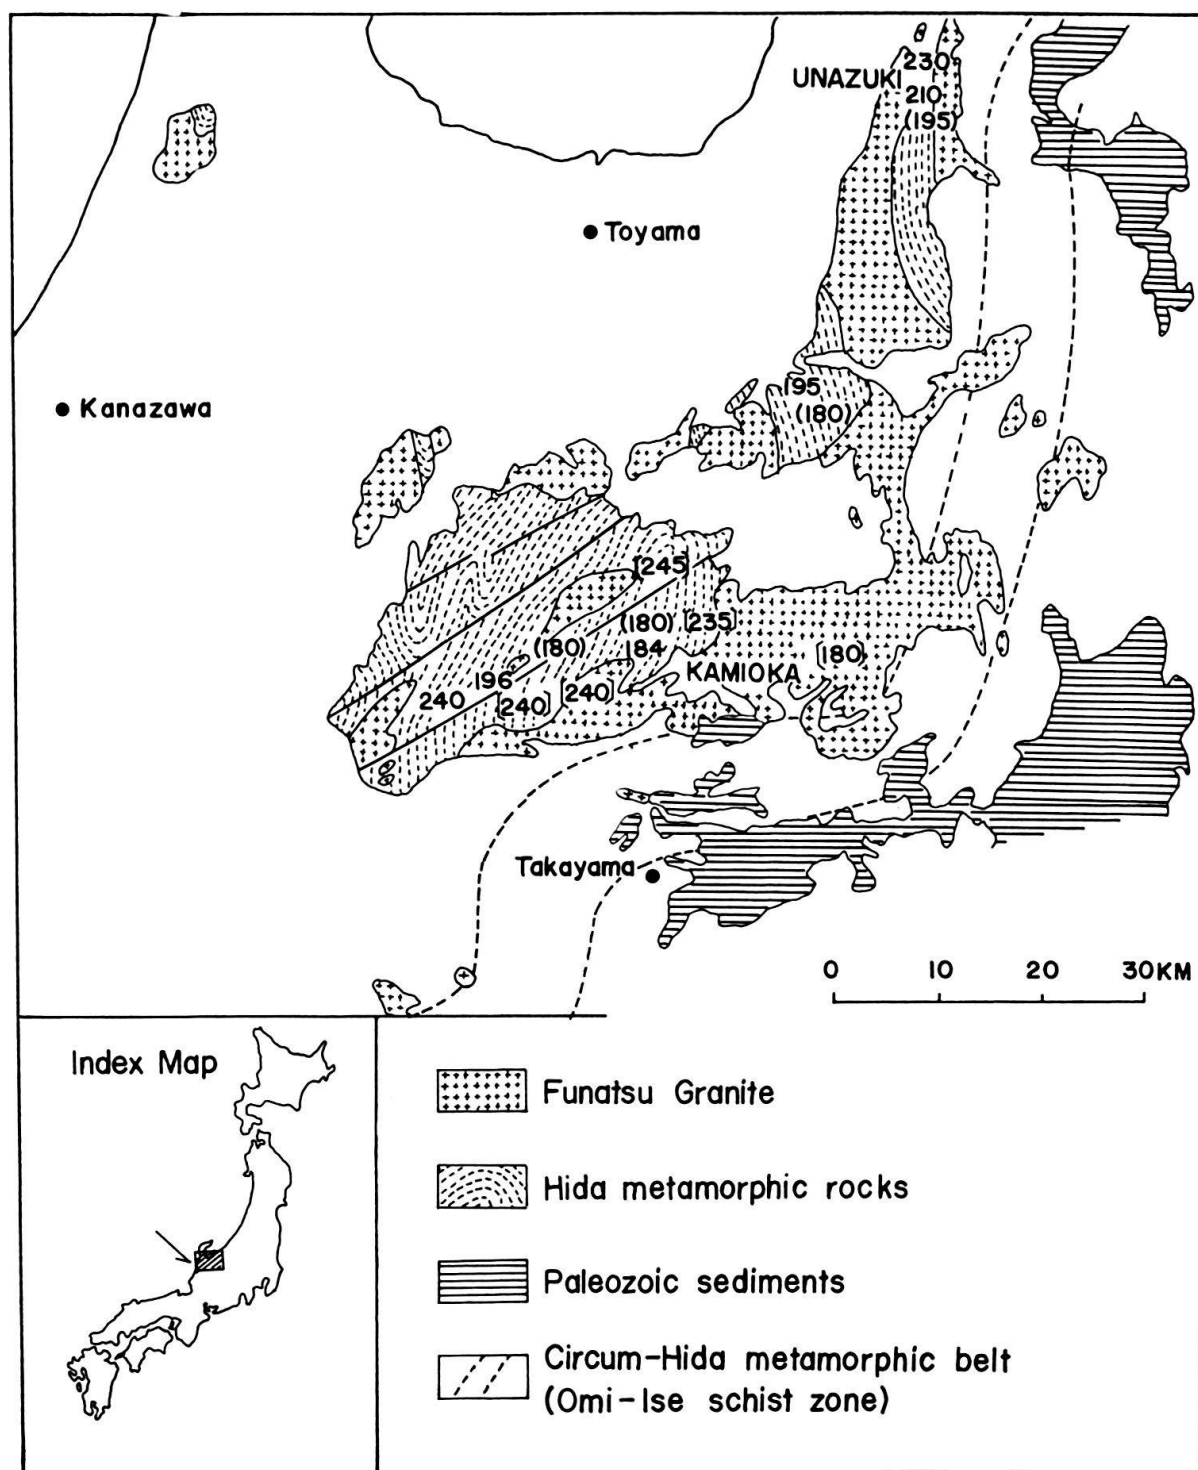 230
UNAZUKI
210
(195)
Toyama
195
Kanazawa
(180)
[245]
(180) [235]
(180)
184
[180]
KAMIOKA
196
240 [240] [240]
Takayama
0 10 20 30KM
Index Map
Funatsu Granite
Hida metamorphic rocks
Paleozoic sediments
Circum-Hida metamorphic belt
(Omi-Ise schist zone)